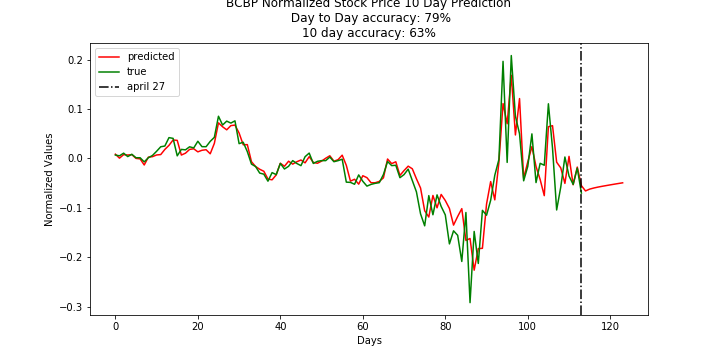 BCBP Normalized Stock Price 10 Day Prediction
Day to Day accuracy: 79%
10 day accuracy: 63%
predicted
true
april 27
Normalized Values
0.2
0.1
0.0
−0.1
−0.2
−0.3
0
20
40
60
80
100
120
Days